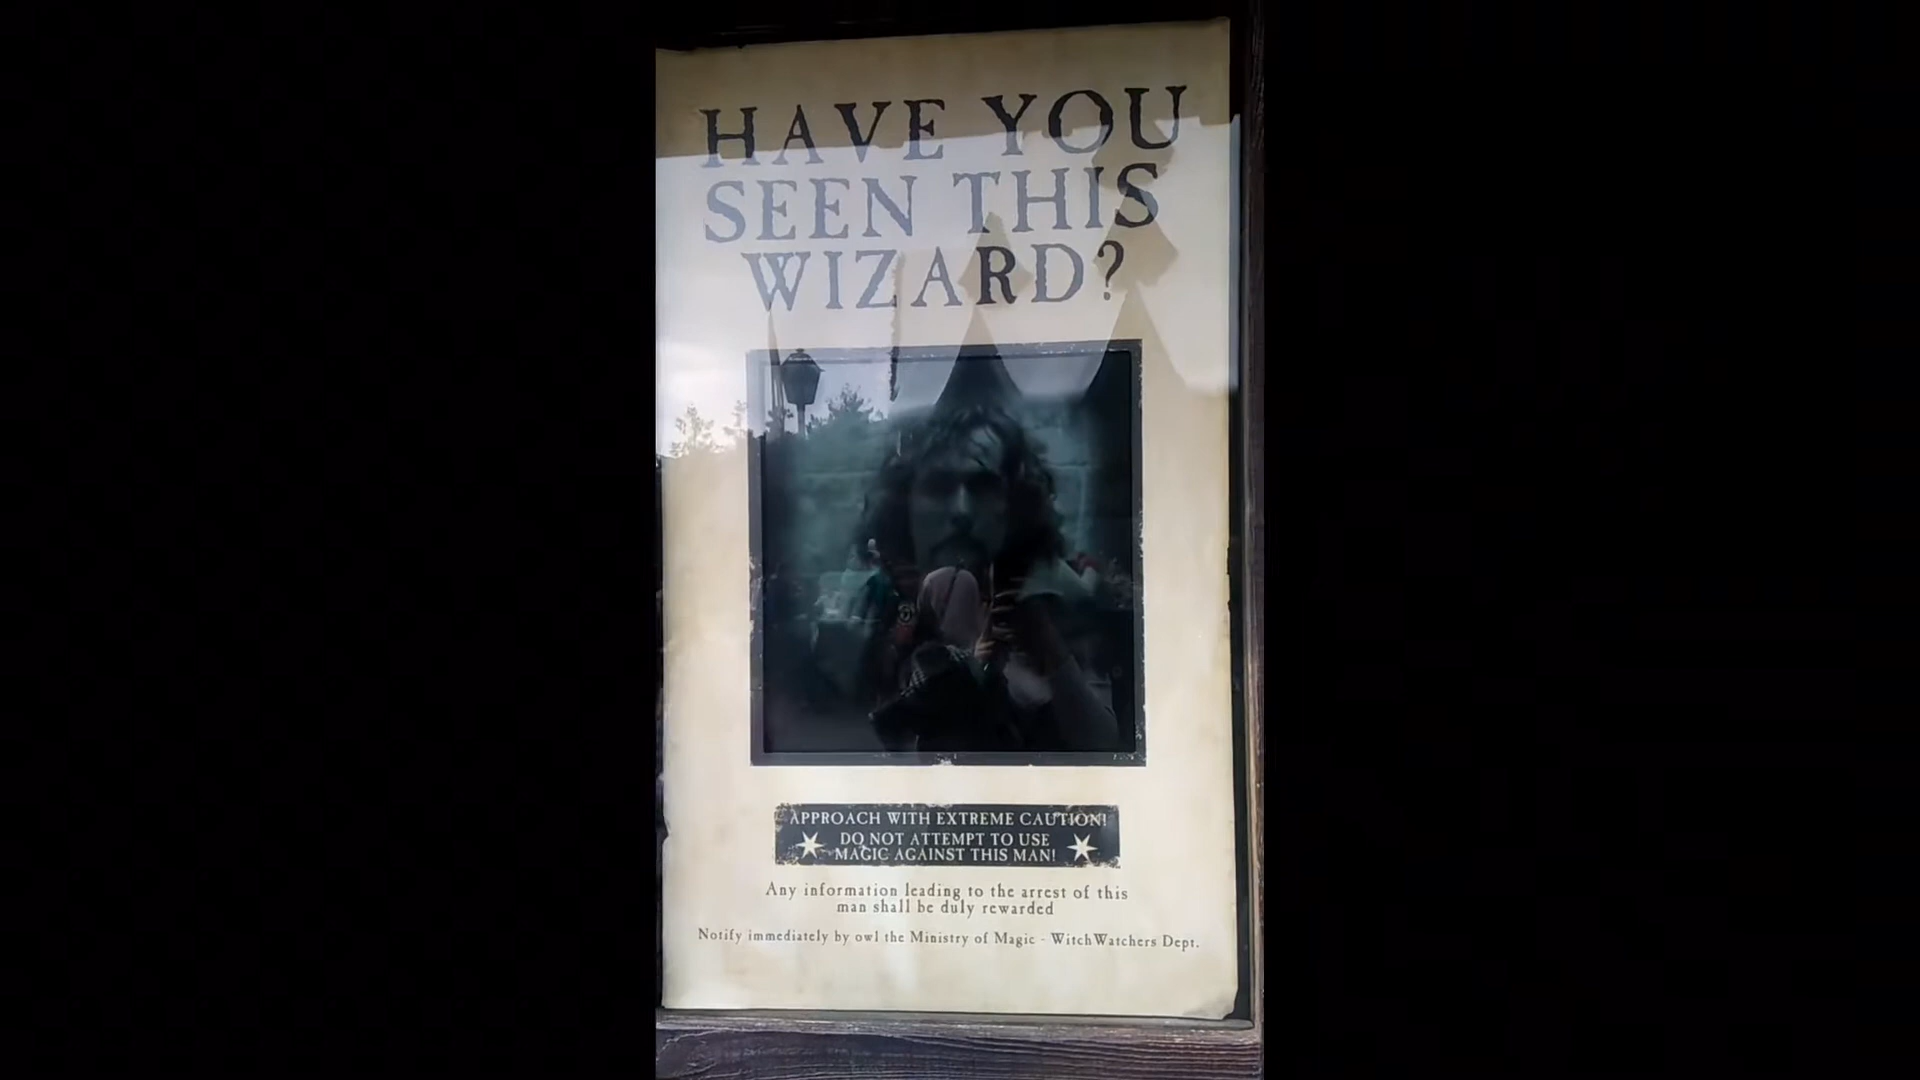 HAVE YOU
SEEN THIS
WIZARD?
APPROACH WITH EXTREME CAUTION!
DO NOT ATTEMPT TO USE
MAGIC AGAINST THIS MAN!
Any information leading to the arrest of this
man shall be duly rewarded
Notify immediately by owl the Ministry of Magic - WitchWatchers Dept.